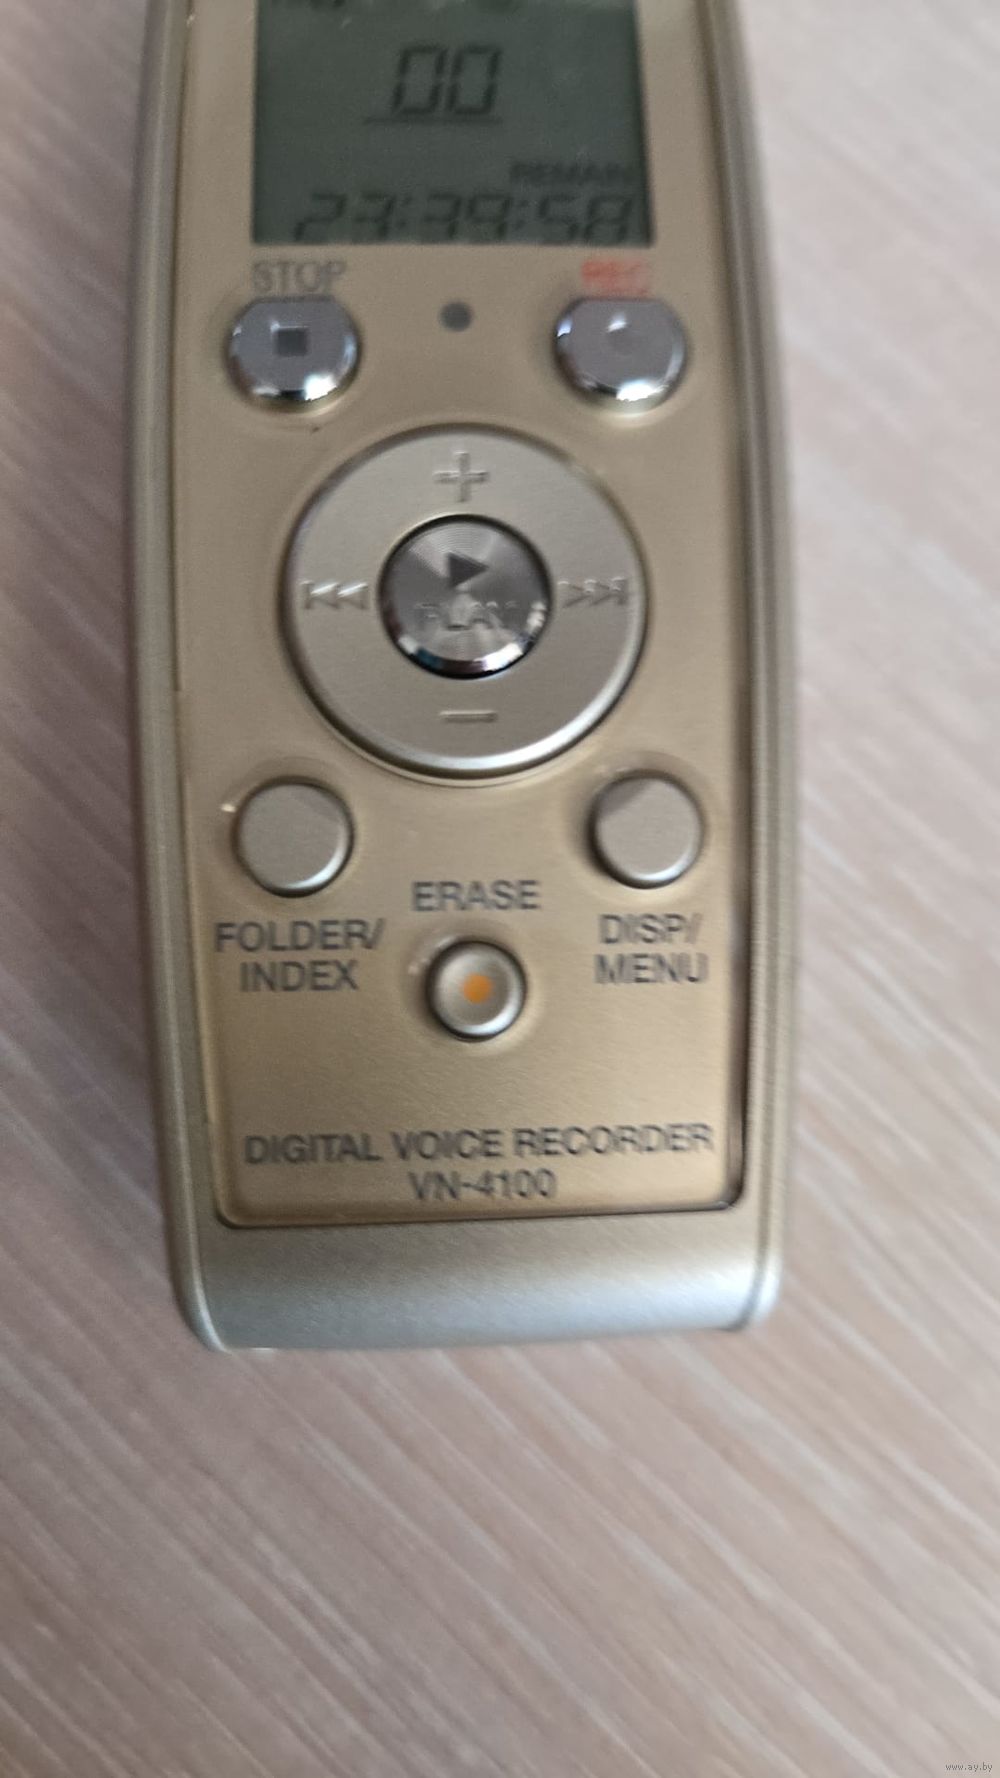 00
REMAIN
23:39:58
STOP
REC
PLAY
ERASE
FOLDER/
INDEX
DISP/
MENU
DIGITAL VOICE RECORDER
VN-4100
www.ay.by